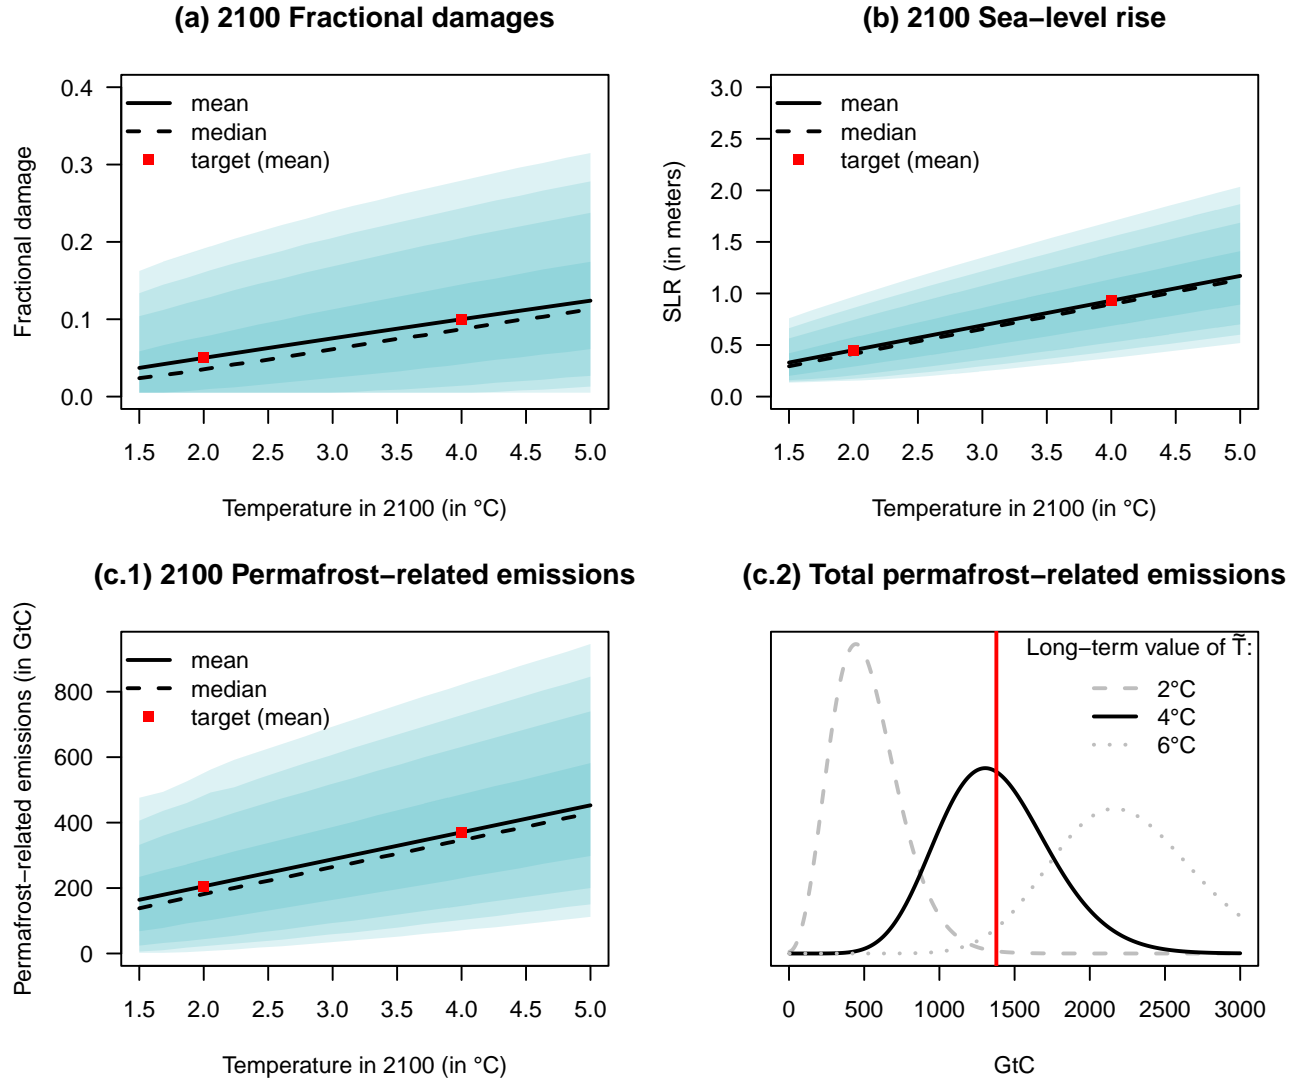 (a) 2100 Fractional damages
Fractional damage
0.4
0.3
0.2
0.1
0.0
mean
median
target (mean)
1.5 2.0 2.5 3.0 3.5 4.0 4.5 5.0
Temperature in 2100 (in °C)
(b) 2100 Sea−level rise
SLR (in meters)
3.0
2.5
2.0
1.5
1.0
0.5
0.0
mean
median
target (mean)
1.5 2.0 2.5 3.0 3.5 4.0 4.5 5.0
Temperature in 2100 (in °C)
(c.1) 2100 Permafrost−related emissions
Permafrost−related emissions (in GtC)
800
600
400
200
0
mean
median
target (mean)
1.5 2.0 2.5 3.0 3.5 4.0 4.5 5.0
Temperature in 2100 (in °C)
(c.2) Total permafrost−related emissions
Long−term value of T̃:
2°C
4°C
6°C
0 500 1000 1500 2000 2500 3000
GtC